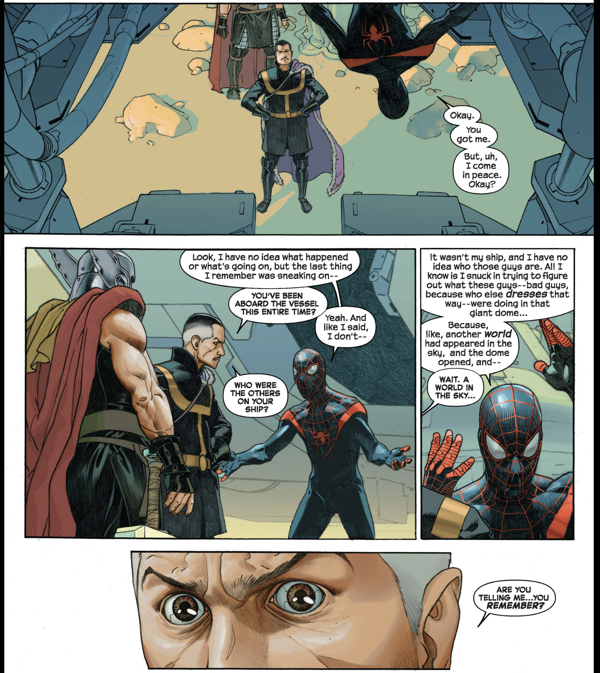 Okay.
You
got me.
But, uh,
I come
in peace.
Okay?
Look, I have no idea what happened
or what's going on, but the last thing
I remember was sneaking on--
YOU'VE BEEN
ABOARD THE VESSEL
THIS ENTIRE TIME?
Yeah. And
like I said,
I don't--
WHO WERE
THE OTHERS
ON YOUR
SHIP?
It wasn't my ship, and I have no
idea who those guys are. All I
know is I snuck in trying to figure
out what these guys--bad guys,
because who else dresses that
way--were doing in that
giant dome...
Because,
like, another world
had appeared in the
sky, and the dome
opened, and--
WAIT. A
WORLD IN
THE SKY...
ARE YOU
TELLING ME...YOU
REMEMBER?